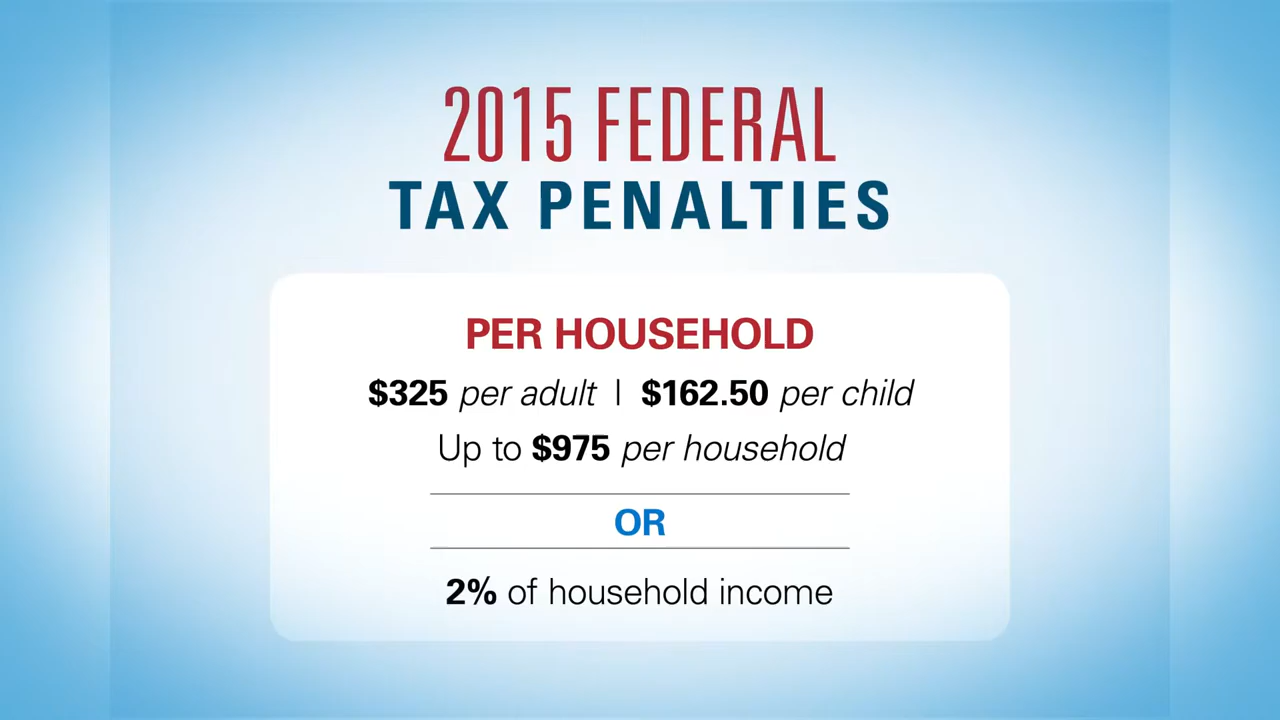 2015 FEDERAL
TAX PENALTIES
PER HOUSEHOLD
$325 per adult | $162.50 per child
Up to $975 per household
OR
2% of household income